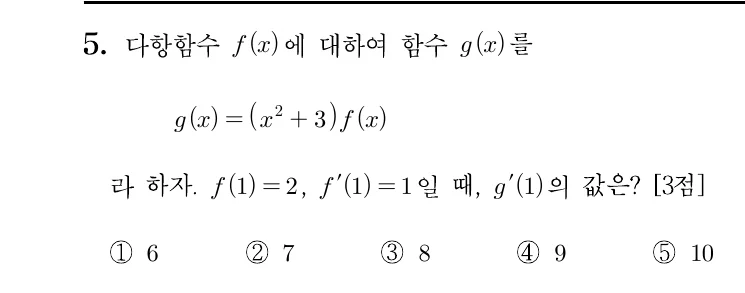 5. 다항함수 f(x)에 대하여 함수 g(x)를
g(x)=(x²+3)f(x)
라 하자. f(1)=2, f′(1)=1일 때, g′(1)의 값은? [3점]
① 6 ② 7 ③ 8 ④ 9 ⑤ 10